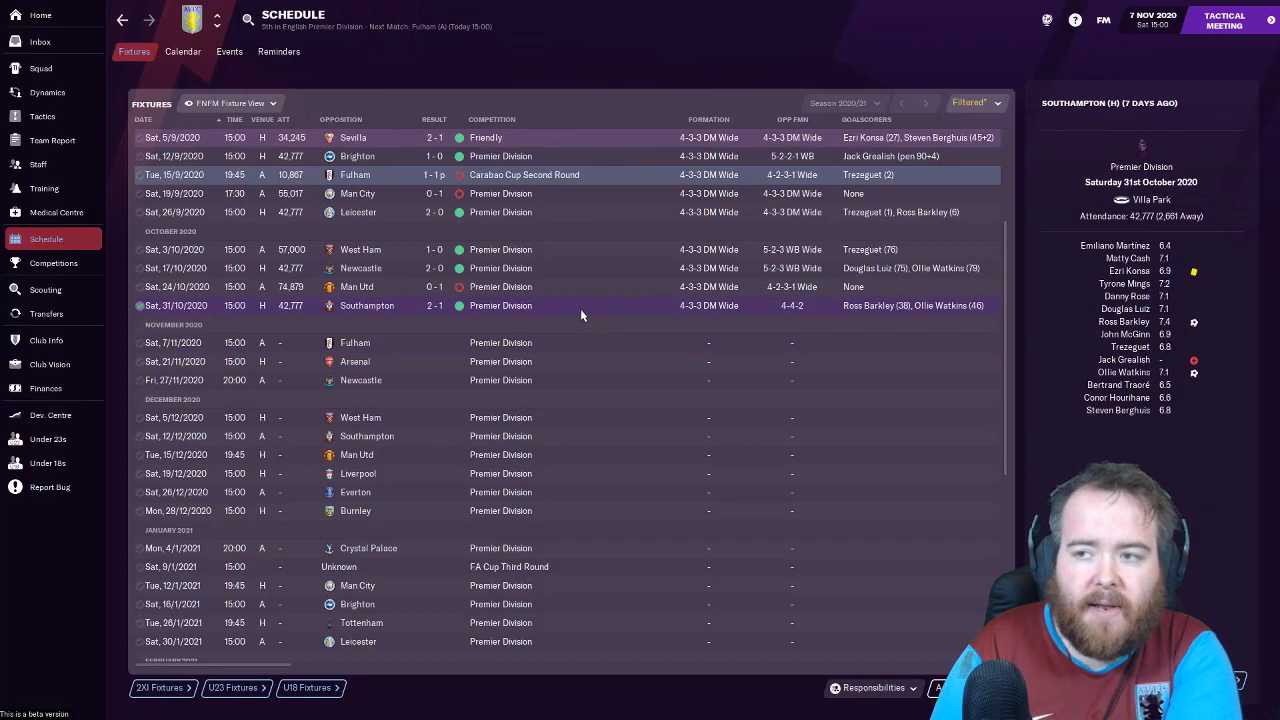 Home
Inbox
Squad
Dynamics
Tactics
Team Report
Staff
Training
Medical Centre
Schedule
Competitions
Scouting
Transfers
Club Info
Club Vision
Finances
Dev. Centre
Under 23s
Under 18s
Report Bug
This is a beta version
AVFC
SCHEDULE
5th in English Premier Division - Next Match: Fulham (A) (Today 15:00)
FM
7 NOV 2020
Sat 15:00
TACTICAL MEETING
Fixtures Calendar Events Reminders
FIXTURES FNFM Fixture View Season 2020/21 Filtered*
DATE TIME VENUE ATT OPPOSITION RESULT COMPETITION FORMATION OPP FMN GOALSCORERS
Sat, 5/9/2020 15:00 H 34,245 Sevilla 2 - 1 Friendly 4-3-3 DM Wide 4-3-3 DM Wide Ezri Konsa (27), Steven Berghuis (45+2)
Sat, 12/9/2020 15:00 H 42,777 Brighton 1 - 0 Premier Division 4-3-3 DM Wide 5-2-2-1 WB Jack Grealish (pen 90+4)
Tue, 15/9/2020 19:45 A 10,867 Fulham 1 - 1 p Carabao Cup Second Round 4-3-3 DM Wide 4-2-3-1 Wide Trezeguet (2)
Sat, 19/9/2020 17:30 A 55,017 Man City 0 - 1 Premier Division 4-3-3 DM Wide 4-3-3 DM Wide None
Sat, 26/9/2020 15:00 H 42,777 Leicester 2 - 0 Premier Division 4-3-3 DM Wide 4-3-3 DM Wide Trezeguet (1), Ross Barkley (6)
OCTOBER 2020
Sat, 3/10/2020 15:00 A 57,000 West Ham 1 - 0 Premier Division 4-3-3 DM Wide 5-2-3 WB Wide Trezeguet (76)
Sat, 17/10/2020 15:00 H 42,777 Newcastle 2 - 0 Premier Division 4-3-3 DM Wide 5-2-3 WB Wide Douglas Luiz (75), Ollie Watkins (79)
Sat, 24/10/2020 15:00 A 74,879 Man Utd 0 - 1 Premier Division 4-3-3 DM Wide 4-2-3-1 Wide None
Sat, 31/10/2020 15:00 H 42,777 Southampton 2 - 1 Premier Division 4-3-3 DM Wide 4-4-2 Ross Barkley (38), Ollie Watkins (46)
NOVEMBER 2020
Sat, 7/11/2020 15:00 A - Fulham Premier Division - -
Sat, 21/11/2020 15:00 H - Arsenal Premier Division - -
Fri, 27/11/2020 20:00 A - Newcastle Premier Division - -
DECEMBER 2020
Sat, 5/12/2020 15:00 H - West Ham Premier Division - -
Sat, 12/12/2020 15:00 A - Southampton Premier Division - -
Tue, 15/12/2020 19:45 H - Man Utd Premier Division - -
Sat, 19/12/2020 15:00 H - Liverpool Premier Division - -
Sat, 26/12/2020 15:00 A - Everton Premier Division - -
Mon, 28/12/2020 15:00 H - Burnley Premier Division - -
JANUARY 2021
Mon, 4/1/2021 20:00 A - Crystal Palace Premier Division - -
Sat, 9/1/2021 15:00 - Unknown FA Cup Third Round - -
Tue, 12/1/2021 19:45 H - Man City Premier Division - -
Sat, 16/1/2021 15:00 A - Brighton Premier Division - -
Tue, 26/1/2021 19:45 H - Tottenham Premier Division - -
Sat, 30/1/2021 15:00 A - Leicester Premier Division - -
FEBRUARY 2021
2XI Fixtures U23 Fixtures U18 Fixtures Responsibilities
SOUTHAMPTON (H) (7 DAYS AGO)
Premier Division
Saturday 31st October 2020
Villa Park
Attendance: 42,777 (2,661 Away)
Emiliano Martínez 6.4
Matty Cash 7.1
Ezri Konsa 6.9
Tyrone Mings 7.2
Danny Rose 7.1
Douglas Luiz 7.1
Ross Barkley 7.4
John McGinn 6.9
Trezeguet 6.8
Jack Grealish -
Ollie Watkins 7.1
Bertrand Traoré 6.5
Conor Hourihane 6.6
Steven Berghuis 6.8
AVFC